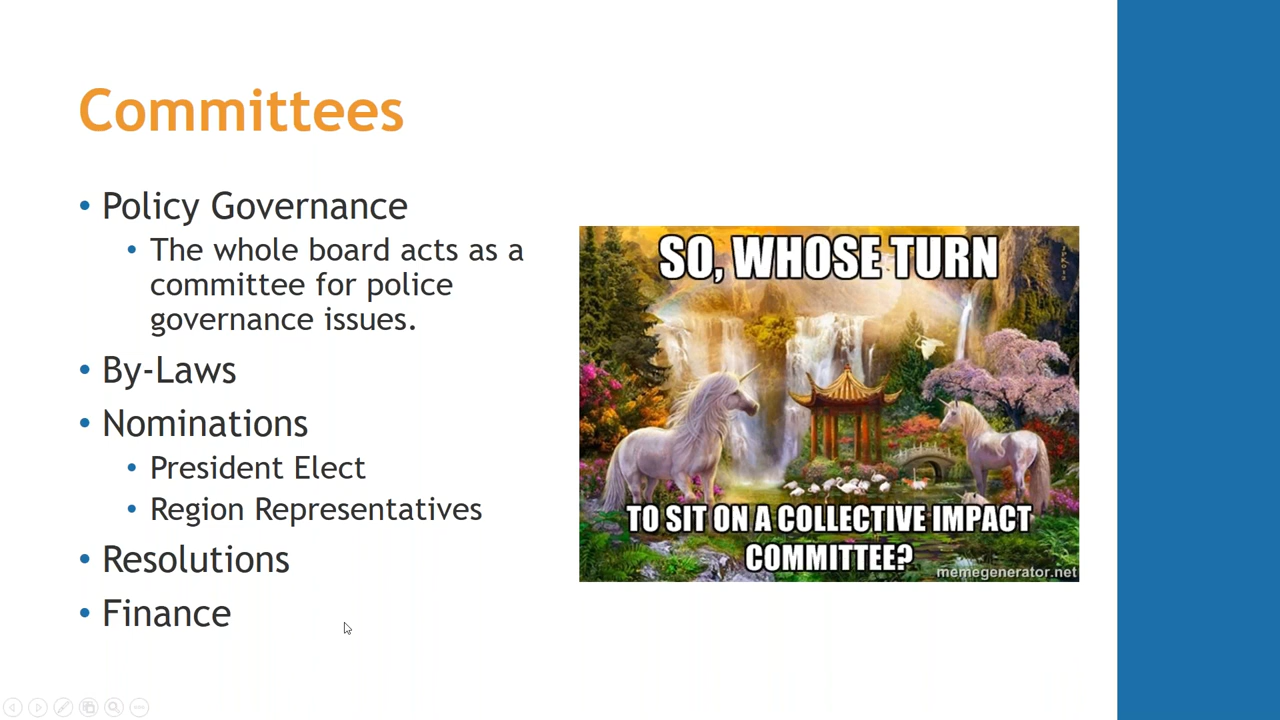 Committees
• Policy Governance
• The whole board acts as a
committee for police
governance issues.
• By-Laws
• Nominations
• President Elect
• Region Representatives
• Resolutions
• Finance
SO, WHOSE TURN
TO SIT ON A COLLECTIVE IMPACT
COMMITTEE?
memegenerator.net